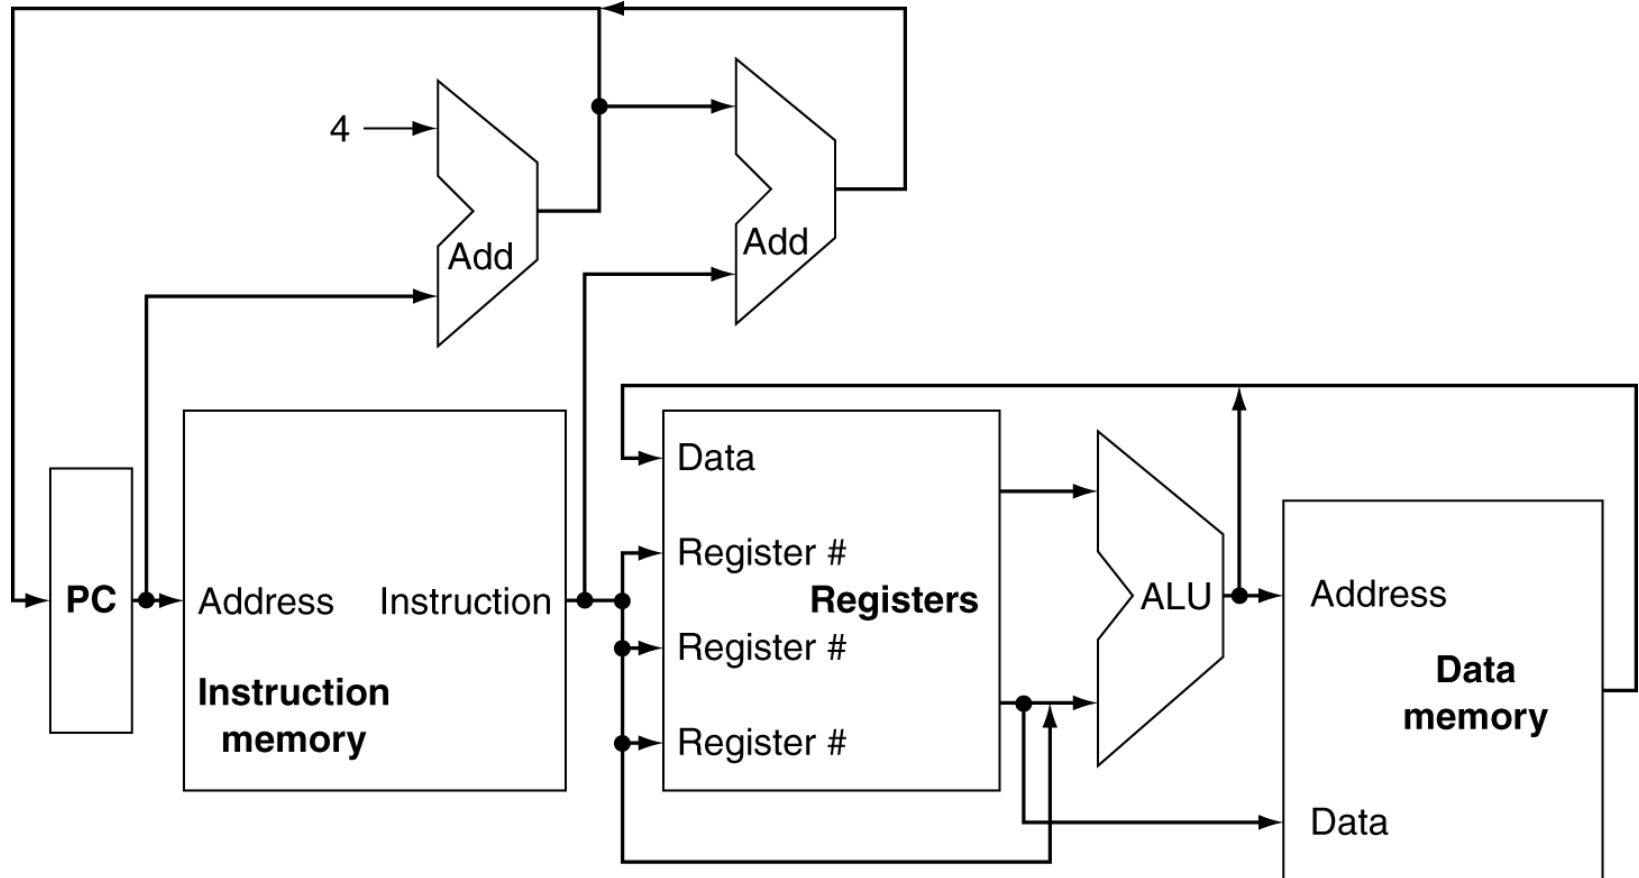 4
Add
Add
Data
Register #
PC
Address
Instruction
Registers
ALU
Address
Register #
Instruction
memory
Data
memory
Register #
Data